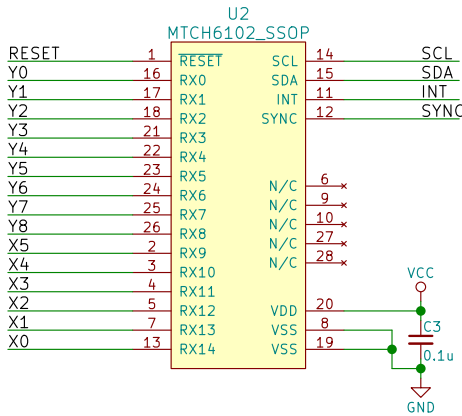 U2
MTCH6102_SSOP
RESET 1 RESET SCL 14 SCL
Y0 16 RX0 SDA 15 SDA
Y1 17 RX1 INT 11 INT
Y2 18 RX2 SYNC 12 SYNC
Y3 21 RX3
Y4 22 RX4
Y5 23 RX5 N/C 6
Y6 24 RX6 N/C 9
Y7 25 RX7 N/C 10
Y8 26 RX8 N/C 27
X5 2 RX9 N/C 28
X4 3 RX10 VCC
X3 4 RX11
X2 5 RX12 VDD 20
X1 7 RX13 VSS 8 C3
X0 13 RX14 VSS 19 0.1u
GND